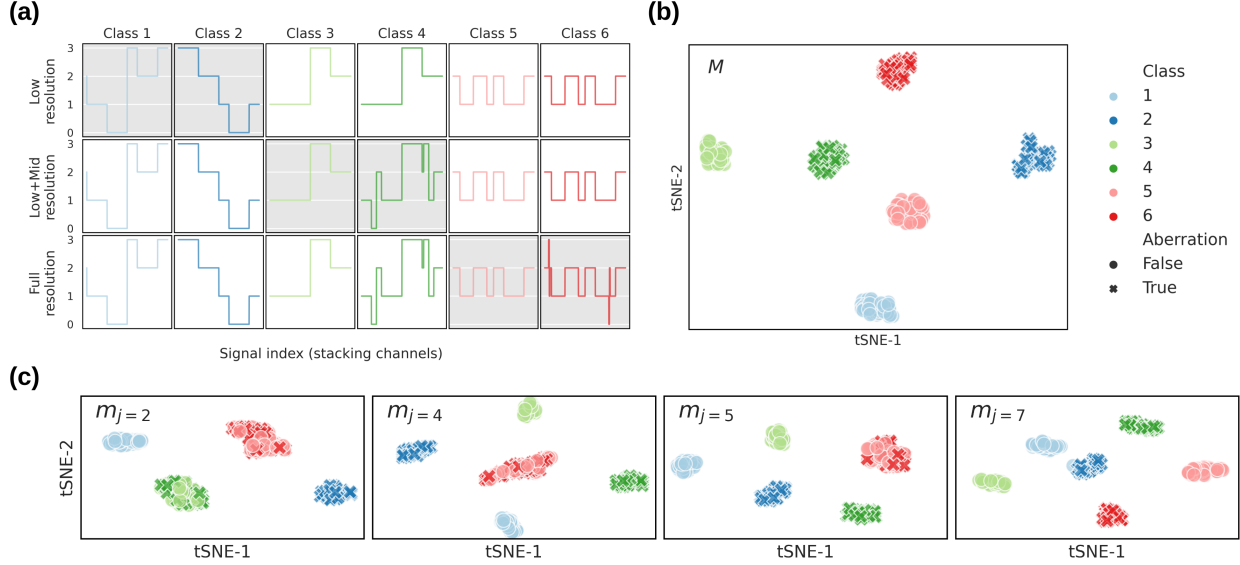 (a)
Class 1 Class 2 Class 3 Class 4 Class 5 Class 6
Low
resolution
3
2
1
0
Low+Mid
resolution
3
2
1
0
Full
resolution
3
2
1
0
Signal index (stacking channels)
(b)
M
tSNE-2
tSNE-1
Class
1
2
3
4
5
6
Aberration
False
True
(c)
m_{j=2}
m_{j=4}
m_{j=5}
m_{j=7}
tSNE-2
tSNE-1 tSNE-1 tSNE-1 tSNE-1